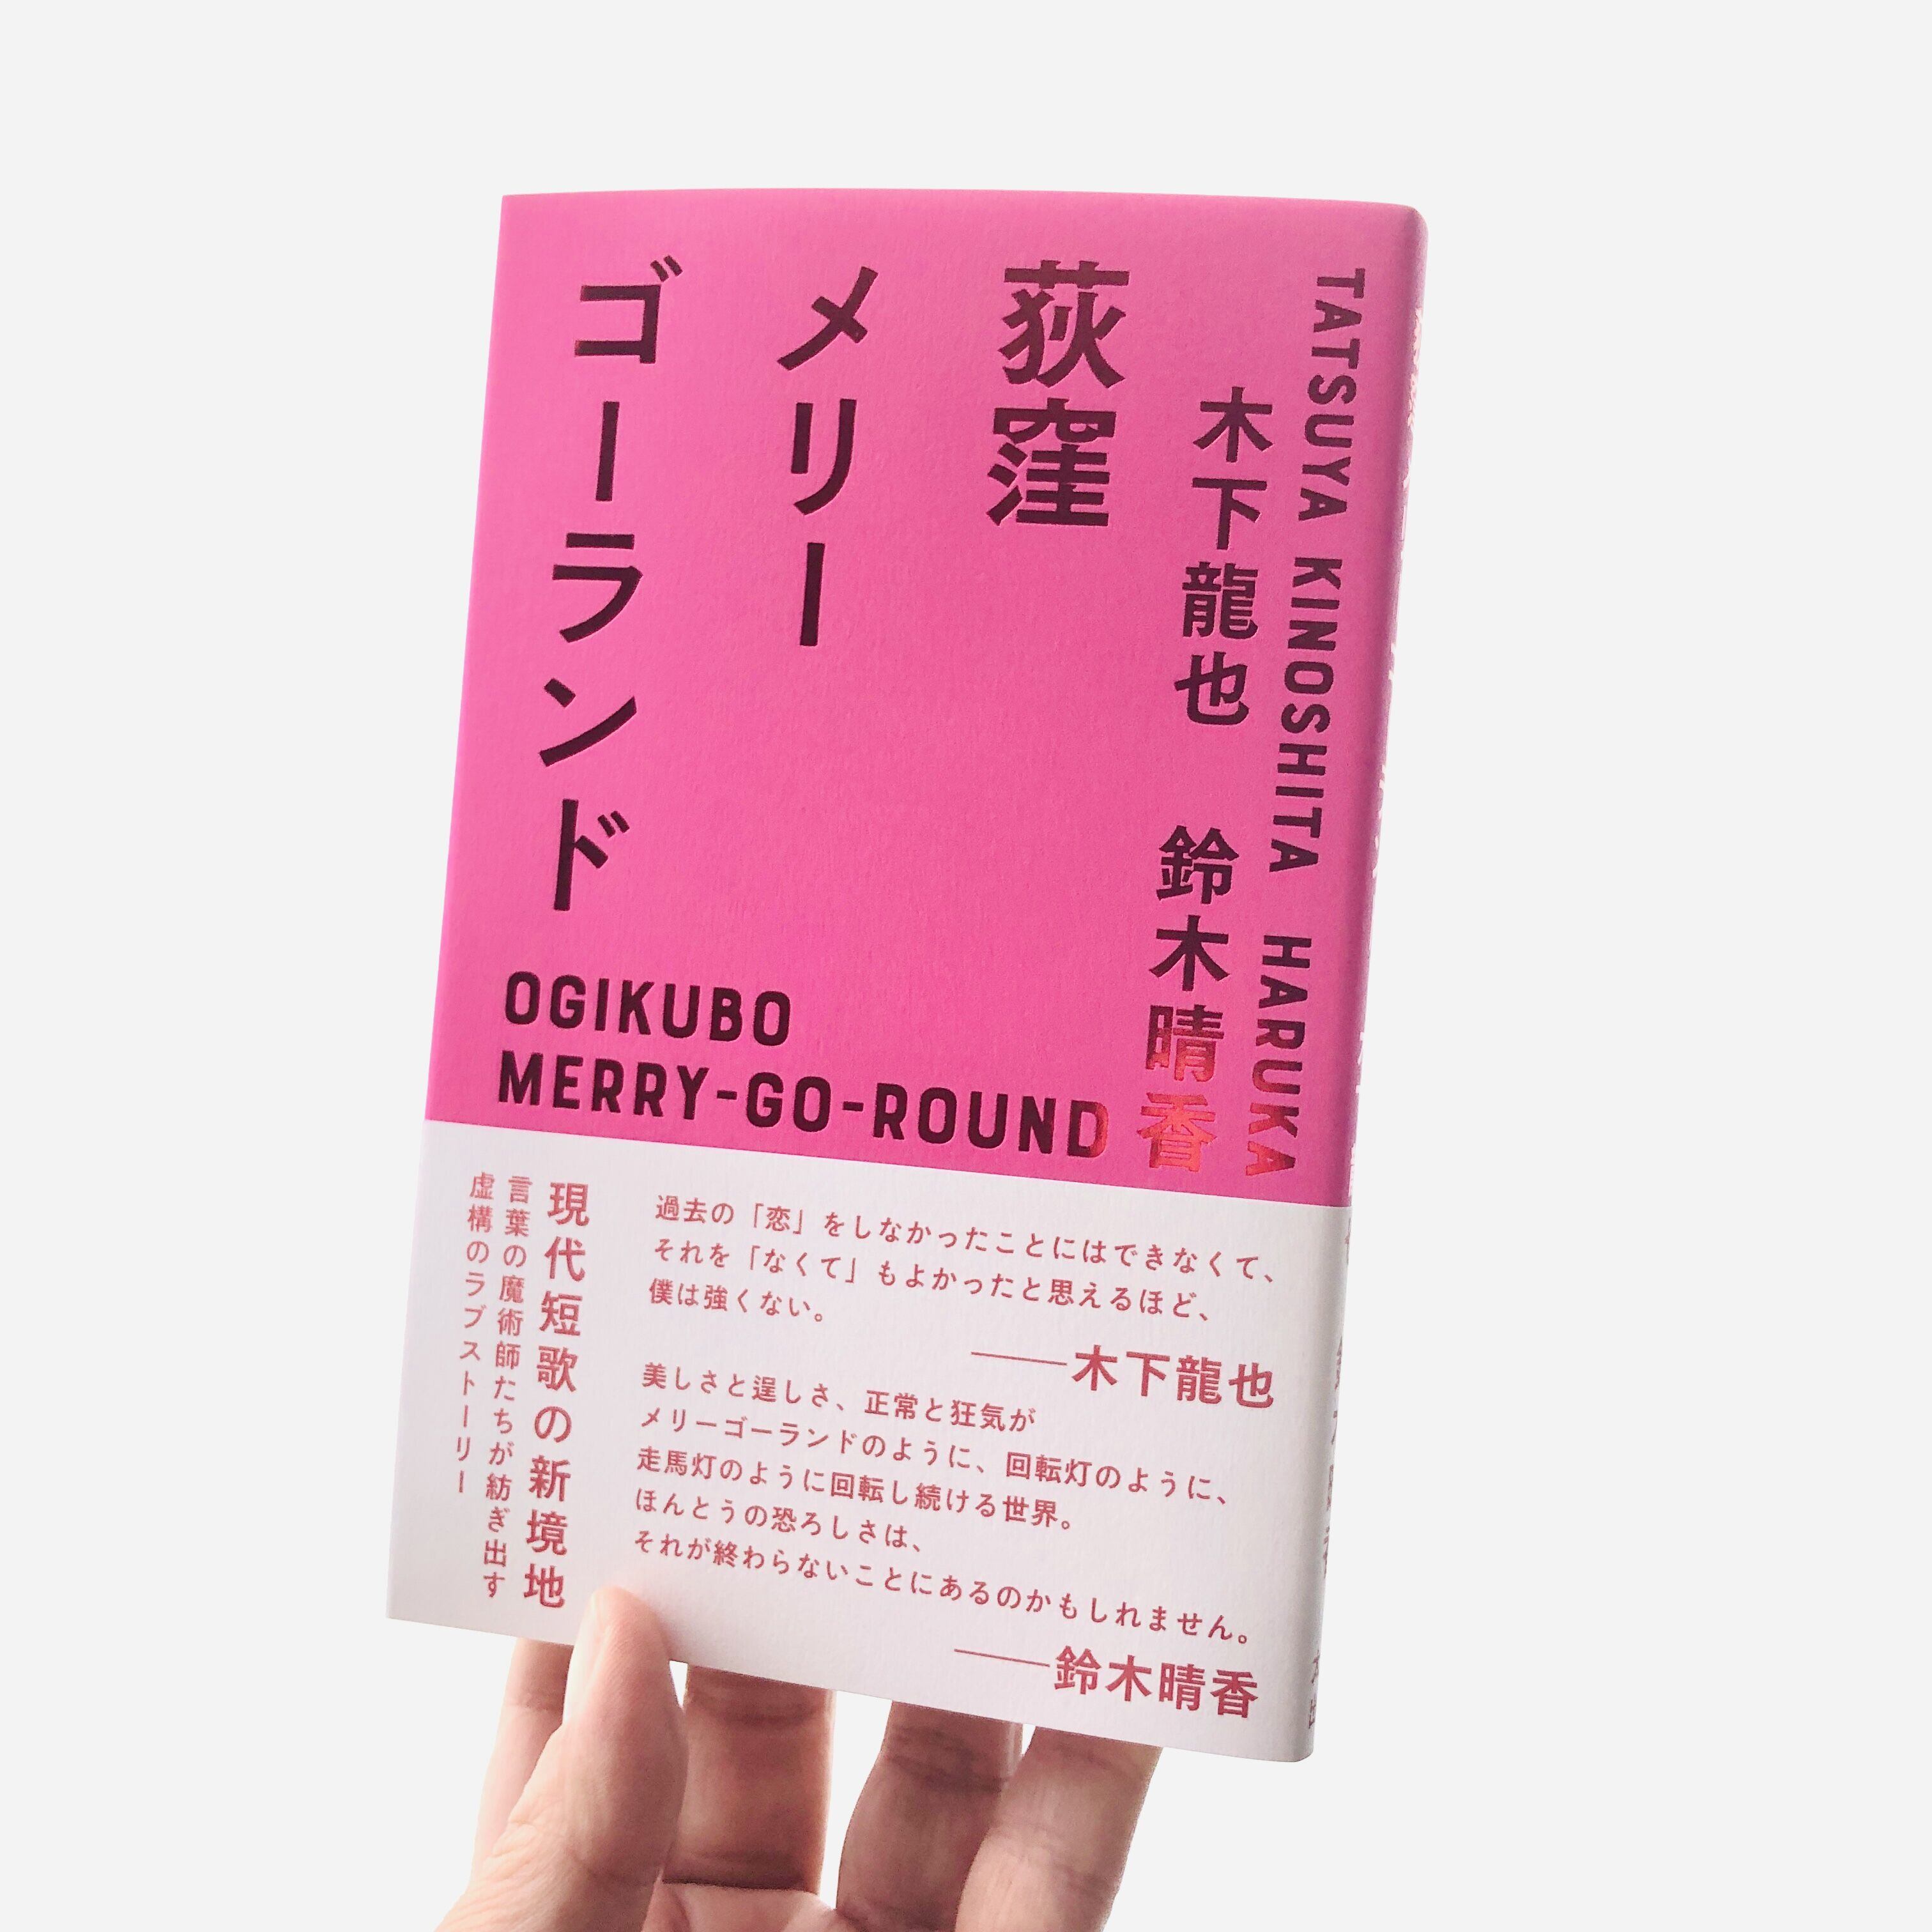 TATSUYA KINOSHITA HARUKA
木下龍也 鈴木晴香
荻窪
メリー
ゴーランド
OGIKUBO
MERRY-GO-ROUND
過去の「恋」をしなかったことにはできなくて、
それを「なくて」もよかったと思えるほど、
僕は強くない。
——木下龍也
美しさと逞しさ、正常と狂気が
メリーゴーランドのように、回転灯のように、
走馬灯のように回転し続ける世界。
ほんとうの恐ろしさは、
それが終わらないことにあるのかもしれません。
——鈴木晴香
現代短歌の新境地
言葉の魔術師たちが紡ぎ出す
虚構のラブストーリー